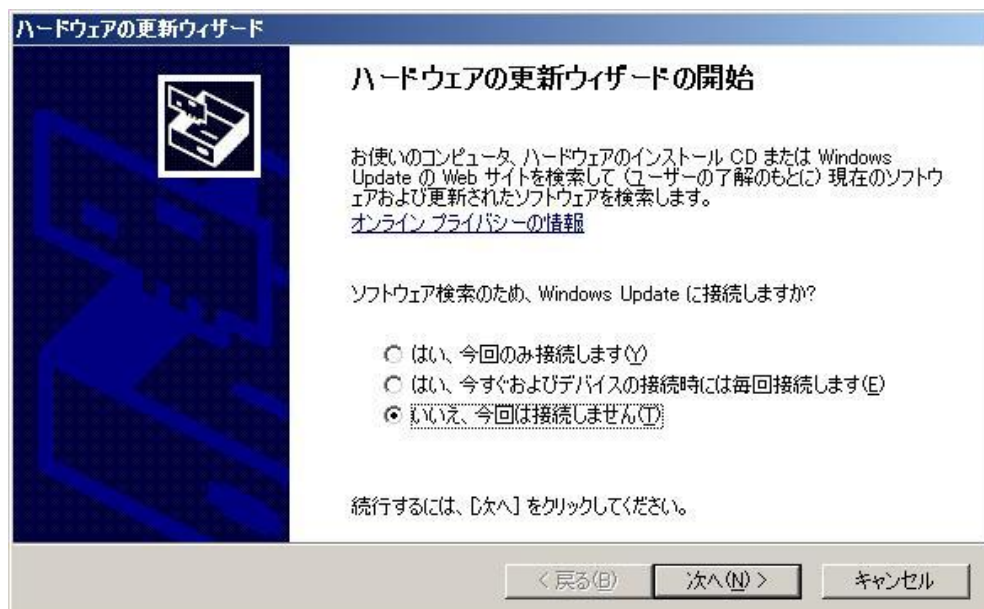 ハードウェアの更新ウィザード
ハードウェアの更新ウィザードの開始
お使いのコンピュータ、ハードウェアのインストール CD または Windows
Update の Web サイトを検索して (ユーザーの了解のもとに) 現在のソフトウ
ェアおよび更新されたソフトウェアを検索します。
オンライン プライバシーの情報
ソフトウェア検索のため、Windows Update に接続しますか?
はい、今回のみ接続します(Y)
はい、今すぐおよびデバイスの接続時には毎回接続します(E)
いいえ、今回は接続しません(T)
続行するには、[次へ] をクリックしてください。
< 戻る(B) 次へ(N) > キャンセル